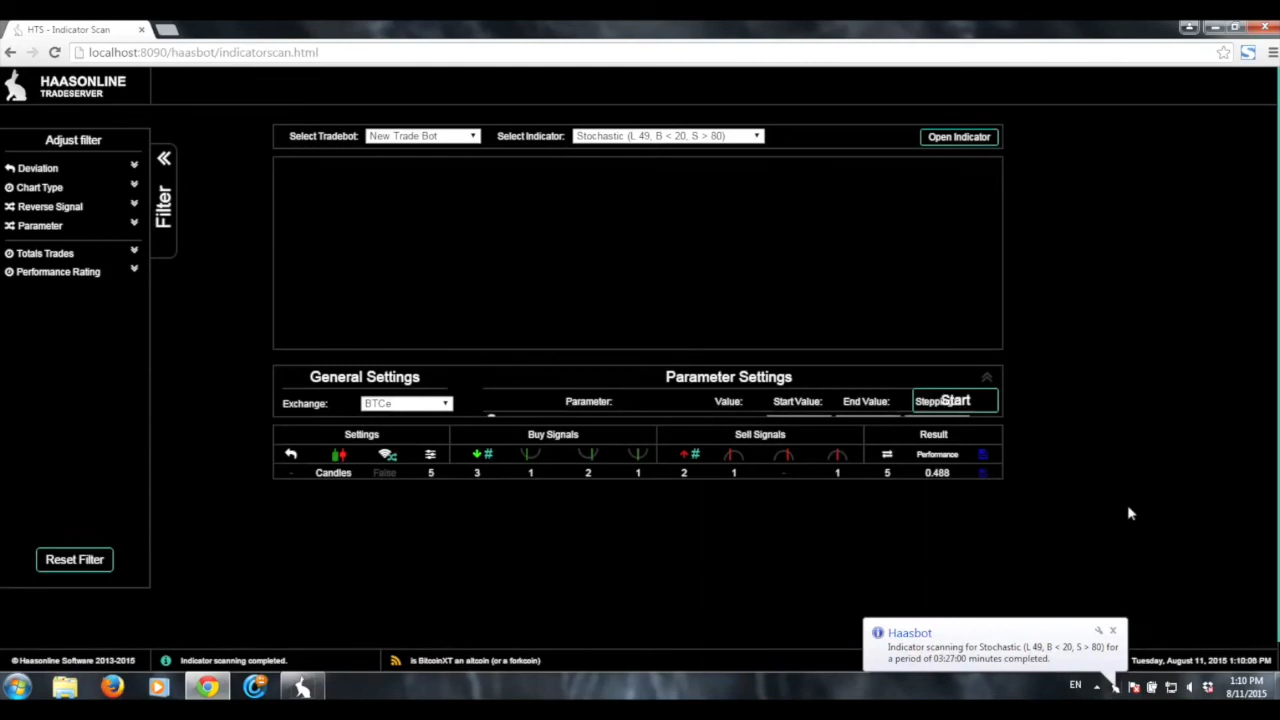 HTS - Indicator Scan
localhost:8090/haasbot/indicatorscan.html
HAASONLINE
TRADESERVER
Adjust filter
Deviation
Chart Type
Reverse Signal
Parameter
Totals Trades
Performance Rating
Reset Filter
Filter
Select Tradebot: New Trade Bot Select Indicator: Stochastic (L 49, B < 20, S > 80) Open Indicator
General Settings Parameter Settings
Exchange: BTCe Parameter: Value: Start Value: End Value: Start
Settings Buy Signals Sell Signals Result
# # Performance
- Candles False 5 3 1 2 1 2 1 - 1 5 0.488
Haasbot
Indicator scanning for Stochastic (L 49, B < 20, S > 80) for
a period of 03:27:00 minutes completed.
© Haasonline Software 2013-2015 Indicator scanning completed. is BitcoinXT an altcoin (or a forkcoin) Tuesday, August 11, 2015 1:10:06 PM
EN 1:10 PM
8/11/2015